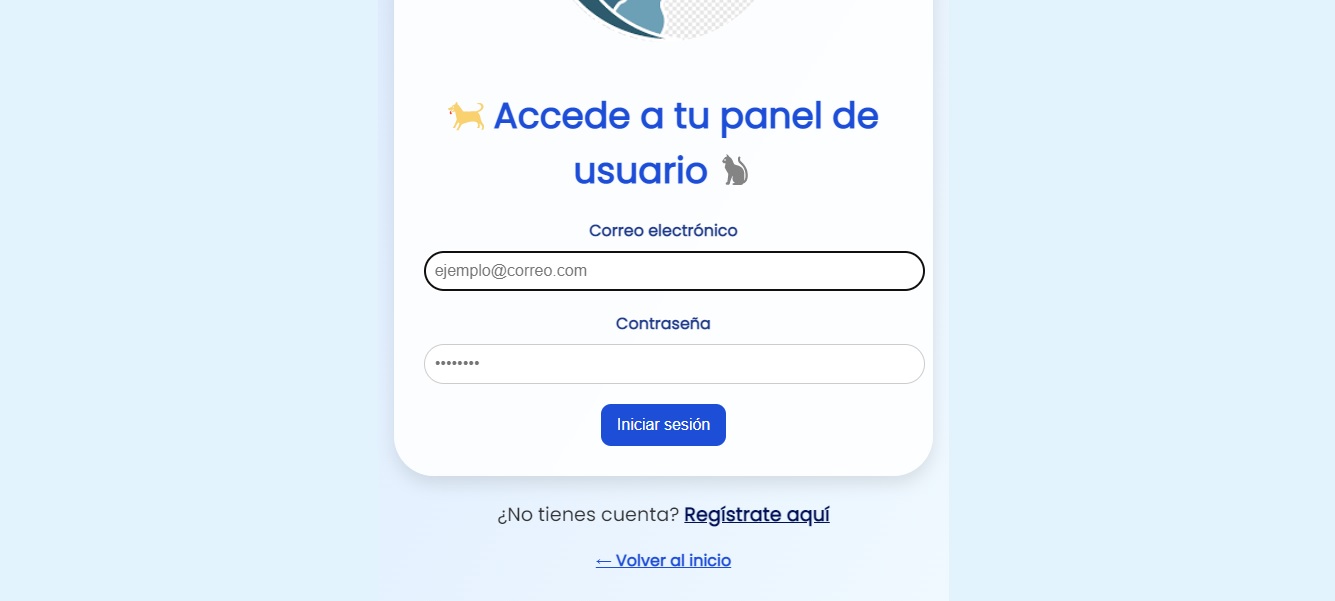 Accede a tu panel de
usuario
Correo electrónico
ejemplo@correo.com
Contraseña
••••••••
Iniciar sesión
¿No tienes cuenta? Regístrate aquí
← Volver al inicio